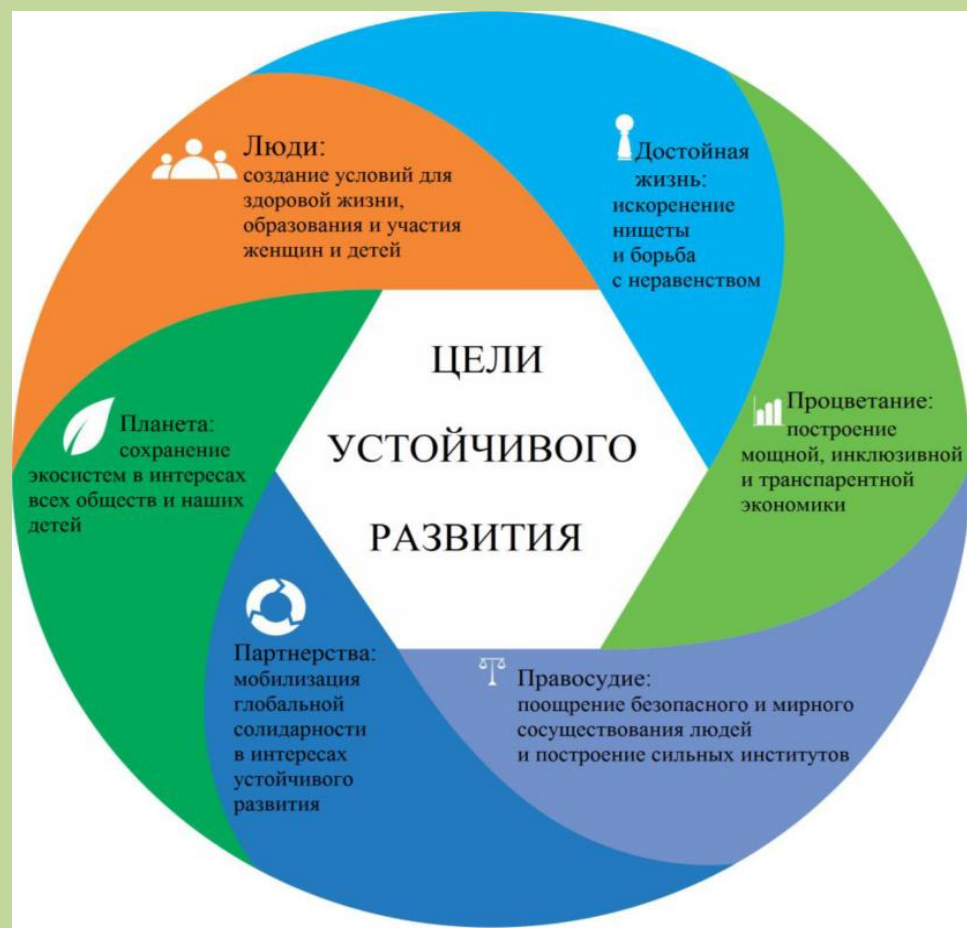 ЦЕЛИ
УСТОЙЧИВОГО
РАЗВИТИЯ
Люди:
создание условий для
здоровой жизни,
образования и участия
женщин и детей
Достойная
жизнь:
искоренение
нищеты
и борьба
с неравенством
Процветание:
построение
мощной, инклюзивной
и транспарентной
экономики
Правосудие:
поощрение безопасного и мирного
сосуществования людей
и построение сильных институтов
Партнерства:
мобилизация
глобальной
солидарности
в интересах
устойчивого
развития
Планета:
сохранение
экосистем в интересах
всех обществ и наших
детей